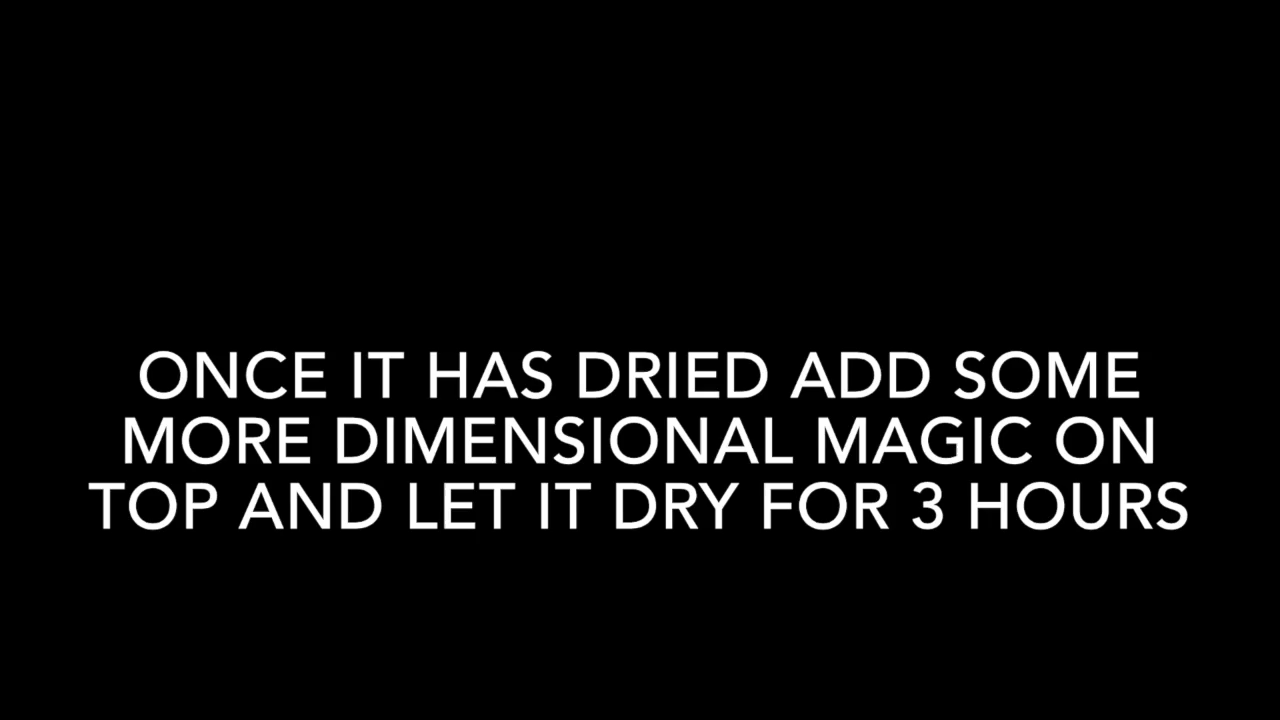 ONCE IT HAS DRIED ADD SOME
MORE DIMENSIONAL MAGIC ON
TOP AND LET IT DRY FOR 3 HOURS